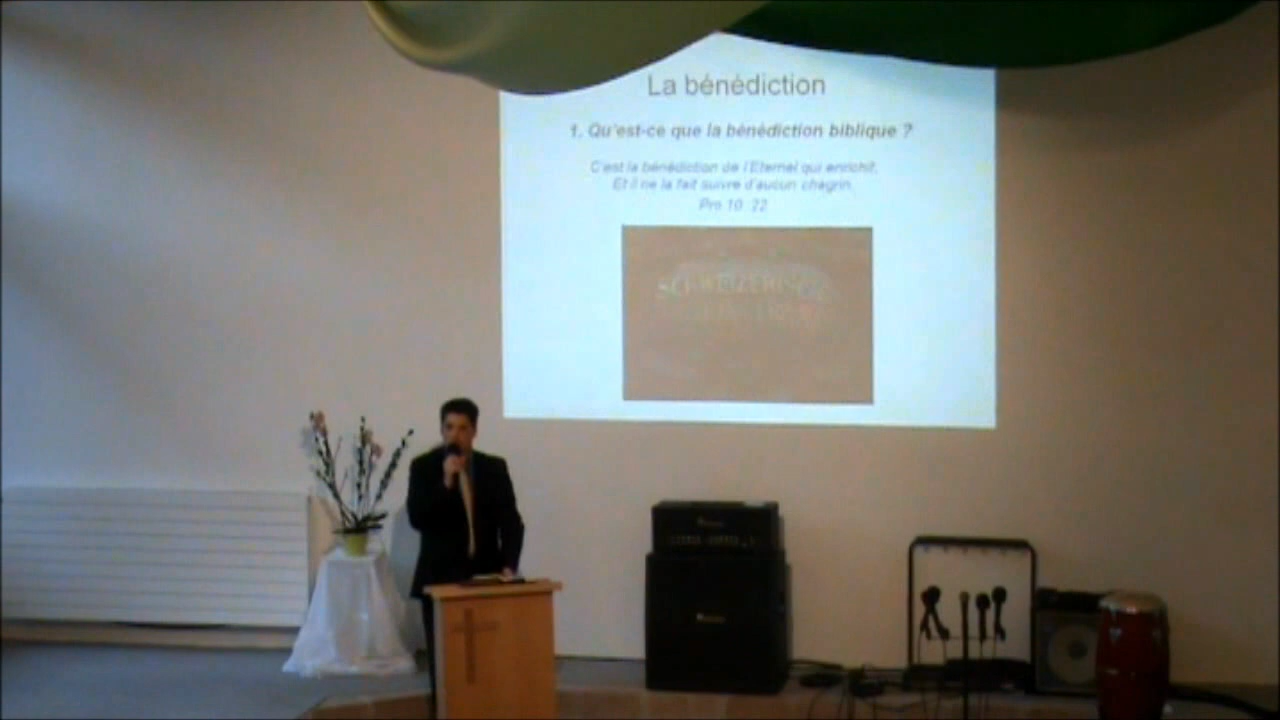 La bénédiction
1. Qu'est-ce que la bénédiction biblique ?
C'est la bénédiction de l'Eternel qui enrichit,
Et il ne la fait suivre d'aucun chagrin.
Pro 10 :22
SCHWEIZERISCHE